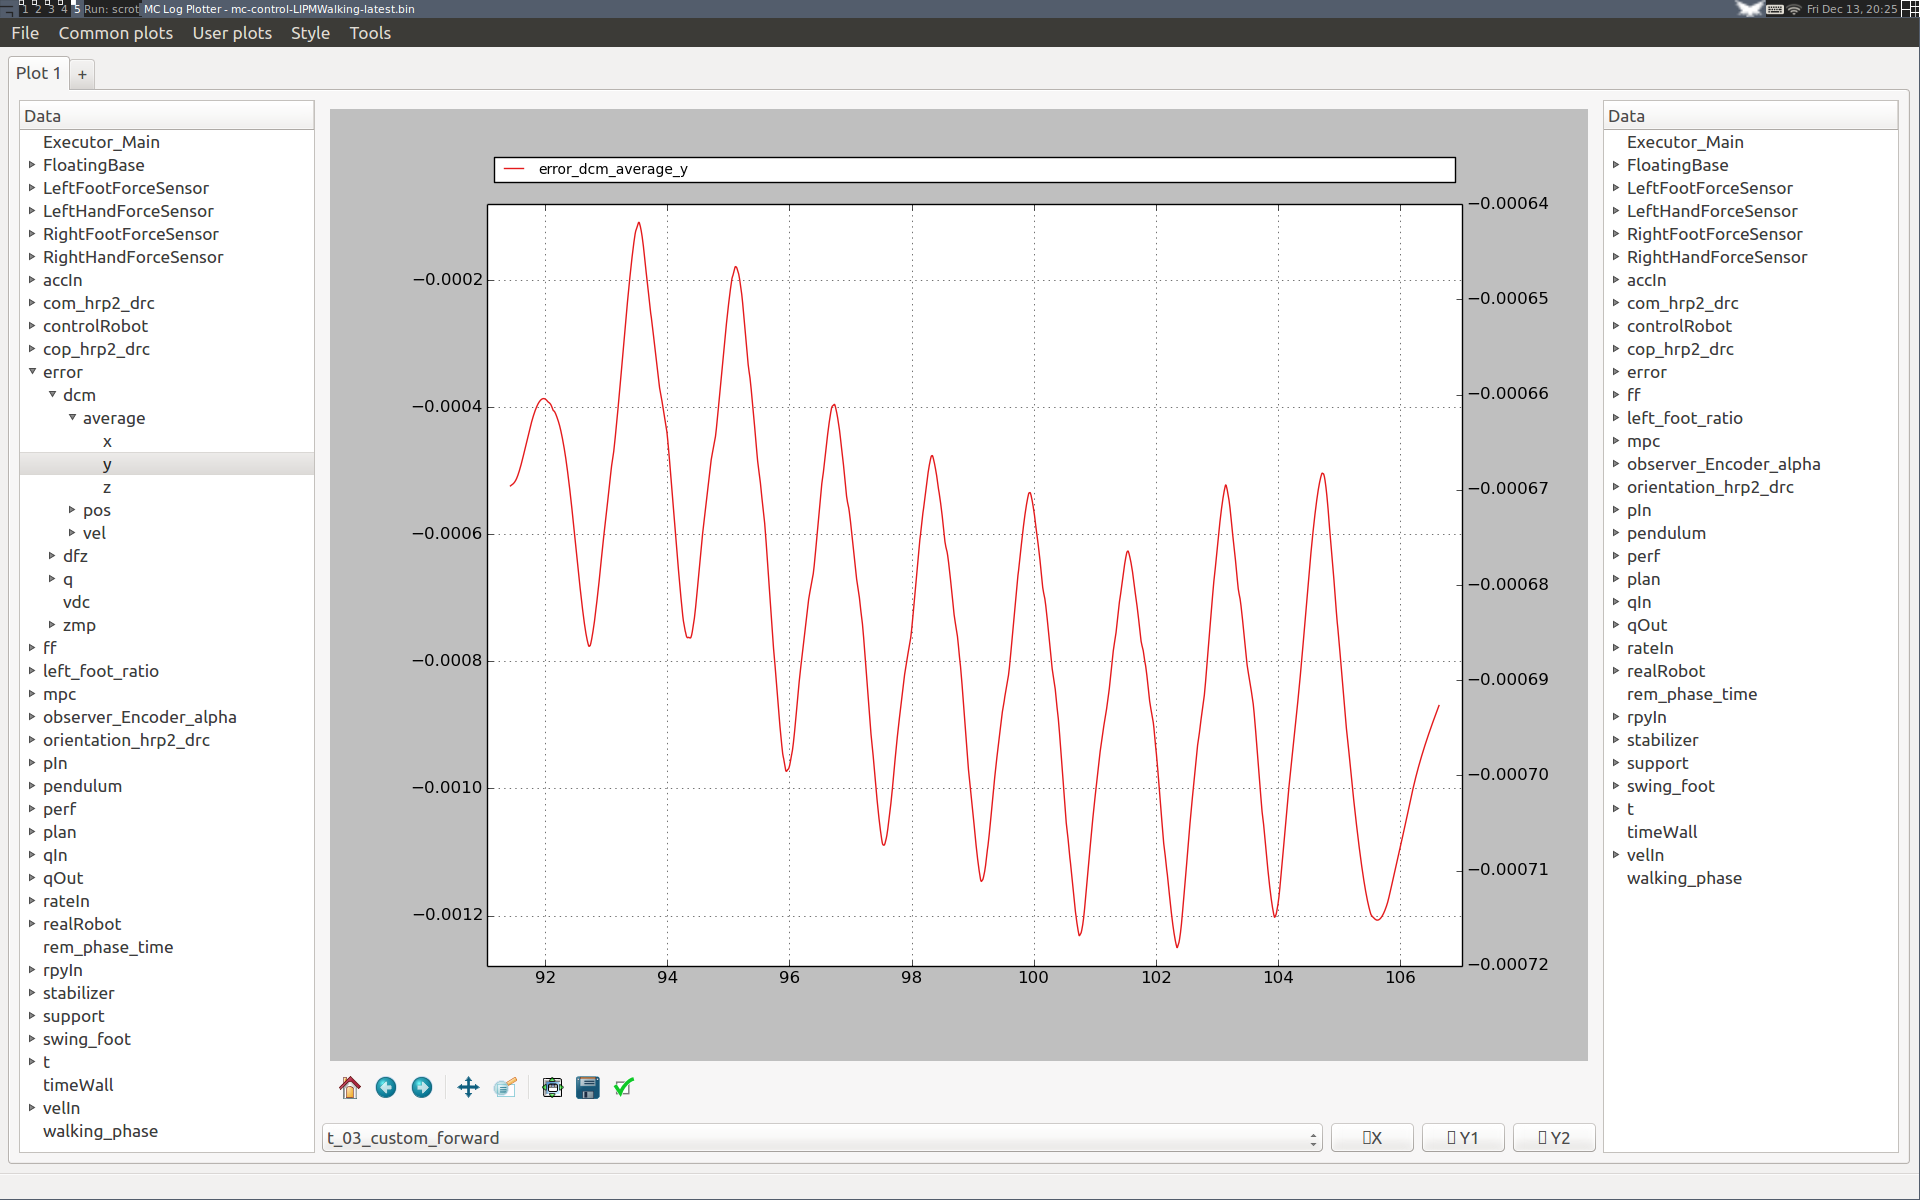 1 2 3 4 5 Run: scrot MC Log Plotter - mc-control-LIPMWalking-latest.bin Fri Dec 13, 20:25
File Common plots User plots Style Tools
Plot 1 +
Data
Executor_Main
FloatingBase
LeftFootForceSensor
LeftHandForceSensor
RightFootForceSensor
RightHandForceSensor
accIn
com_hrp2_drc
controlRobot
cop_hrp2_drc
error
dcm
average
x
y
z
pos
vel
dfz
q
vdc
zmp
ff
left_foot_ratio
mpc
observer_Encoder_alpha
orientation_hrp2_drc
pIn
pendulum
perf
plan
qIn
qOut
rateIn
realRobot
rem_phase_time
rpyIn
stabilizer
support
swing_foot
t
timeWall
velIn
walking_phase
error_dcm_average_y
−0.0002
−0.0004
−0.0006
−0.0008
−0.0010
−0.0012
92 94 96 98 100 102 104 106
−0.00064
−0.00065
−0.00066
−0.00067
−0.00068
−0.00069
−0.00070
−0.00071
−0.00072
t_03_custom_forward X Y1 Y2
Data
Executor_Main
FloatingBase
LeftFootForceSensor
LeftHandForceSensor
RightFootForceSensor
RightHandForceSensor
accIn
com_hrp2_drc
controlRobot
cop_hrp2_drc
error
ff
left_foot_ratio
mpc
observer_Encoder_alpha
orientation_hrp2_drc
pIn
pendulum
perf
plan
qIn
qOut
rateIn
realRobot
rem_phase_time
rpyIn
stabilizer
support
swing_foot
t
timeWall
velIn
walking_phase